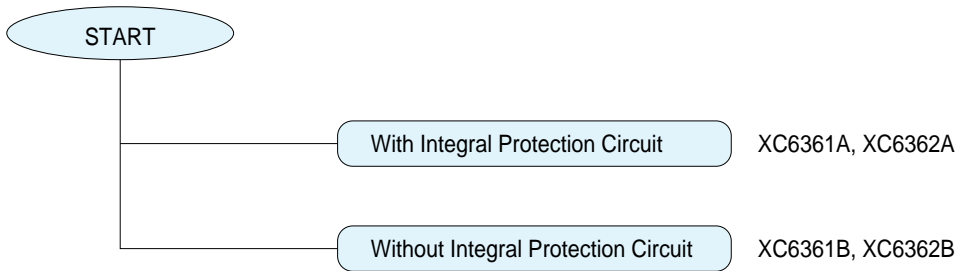 START
With Integral Protection Circuit XC6361A, XC6362A
Without Integral Protection Circuit XC6361B, XC6362B